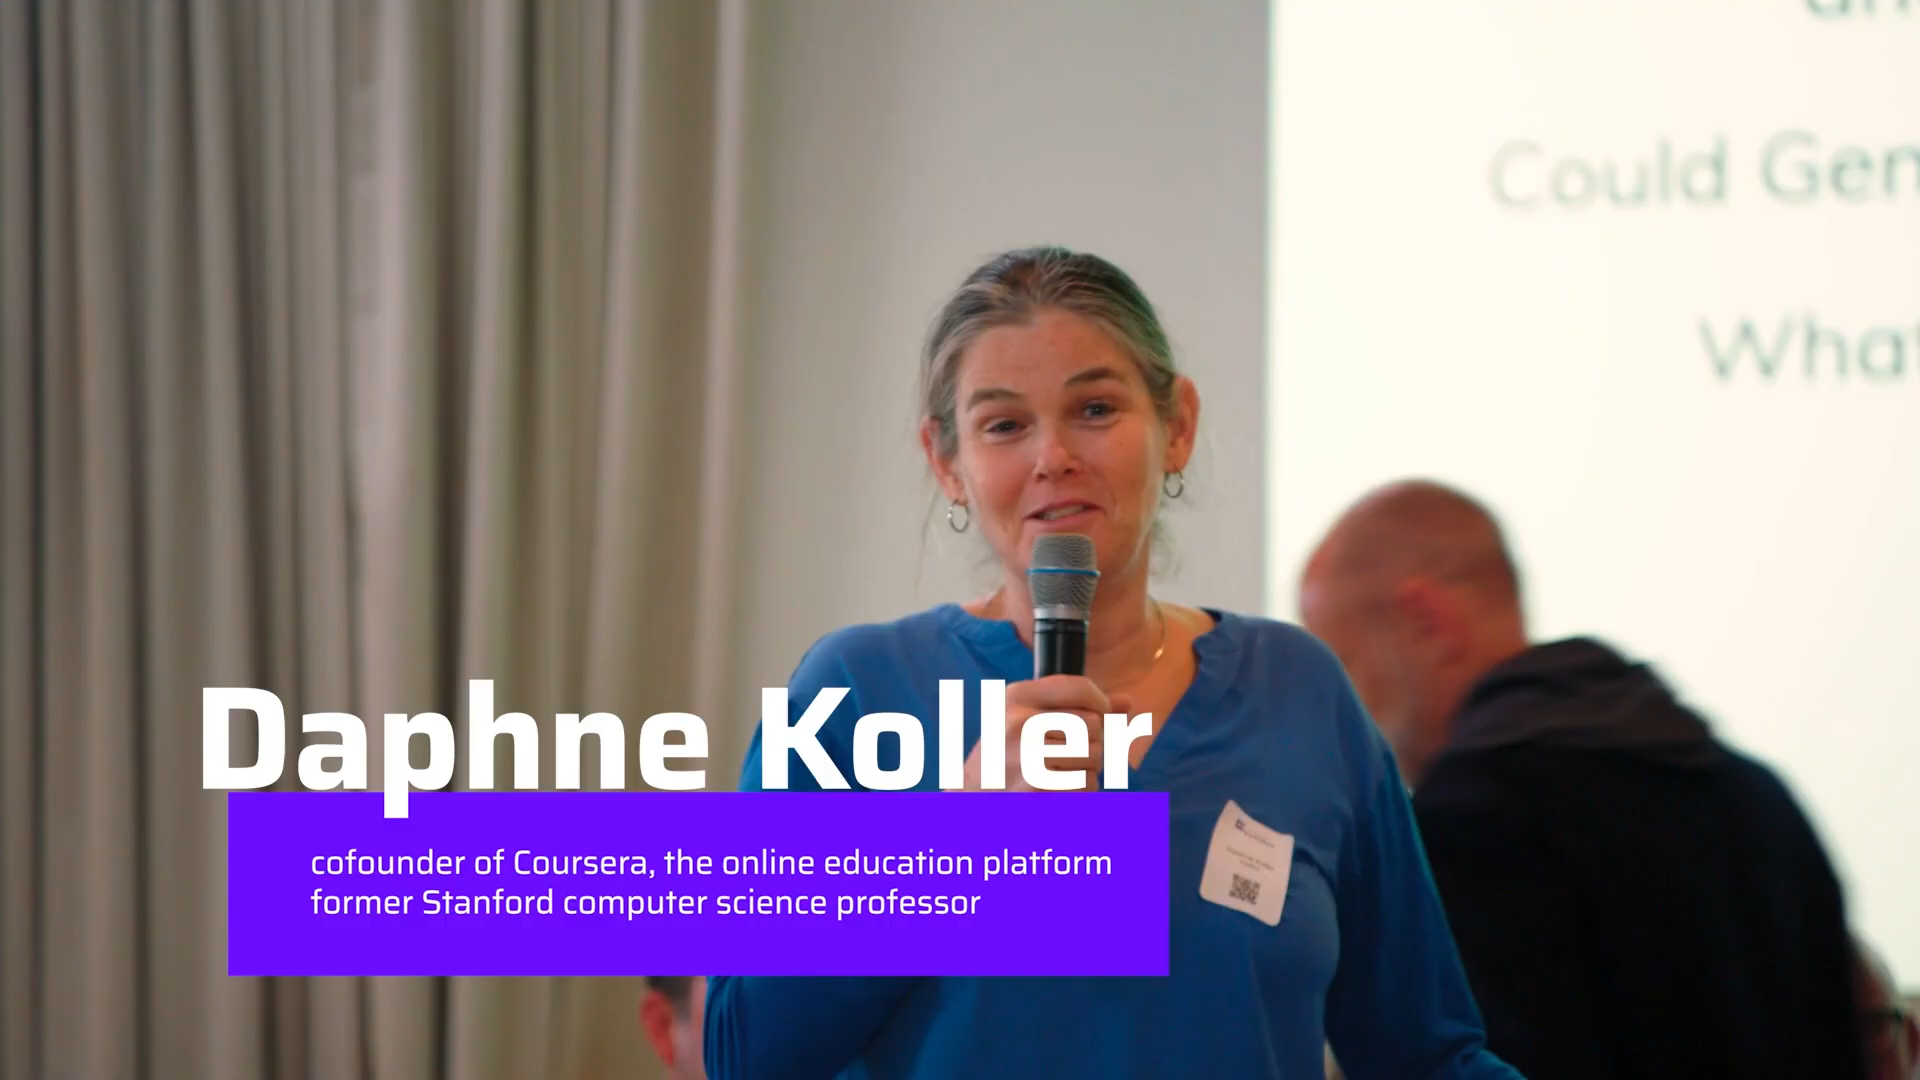 Could Gen
What
Daphne Koller
cofounder of Coursera, the online education platform
former Stanford computer science professor